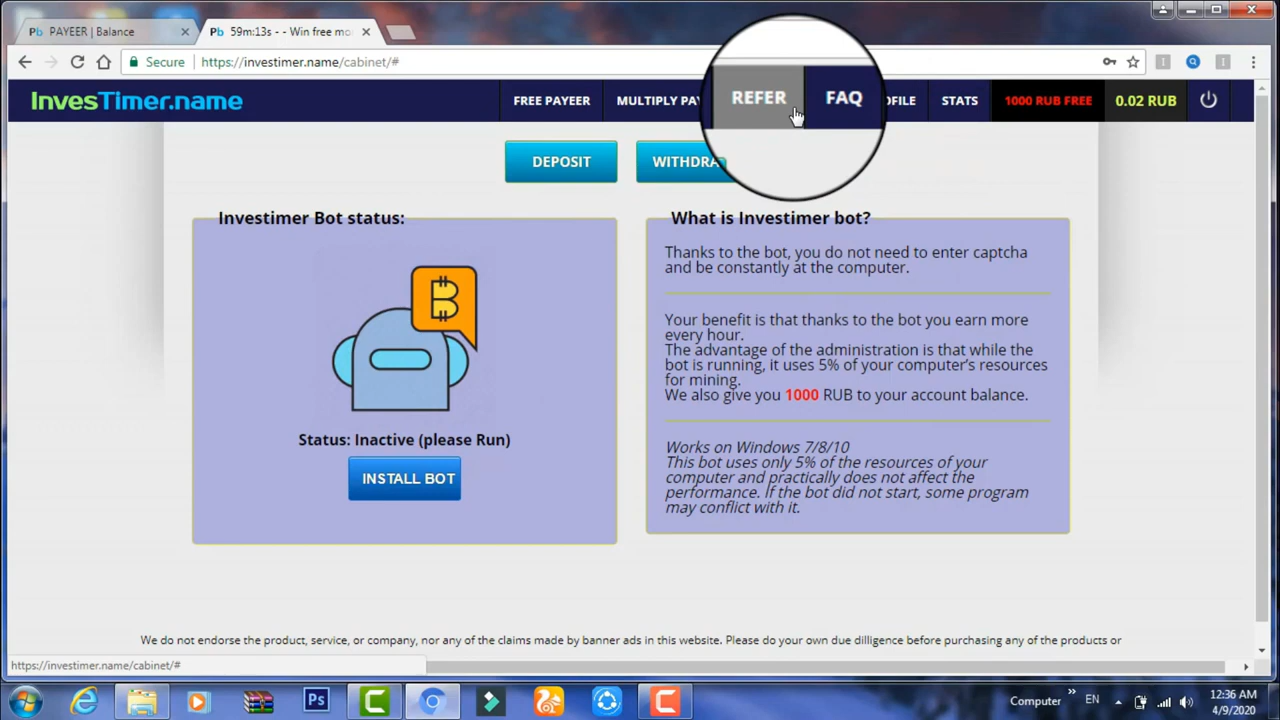 PAYEER | Balance
59m:13s - - Win free mo
Secure
https://investimer.name/cabinet/#
InvesTimer.name
FREE PAYEER
MULTIPLY PAY
REFER
FAQ
OFILE
STATS
1000 RUB FREE
0.02 RUB
DEPOSIT
WITHDRA
Investimer Bot status:
Status: Inactive (please Run)
INSTALL BOT
What is Investimer bot?
Thanks to the bot, you do not need to enter captcha
and be constantly at the computer.
Your benefit is that thanks to the bot you earn more
every hour.
The advantage of the administration is that while the
bot is running, it uses 5% of your computer's resources
for mining.
We also give you 1000 RUB to your account balance.
Works on Windows 7/8/10
This bot uses only 5% of the resources of your
computer and practically does not affect the
performance. If the bot did not start, some program
may conflict with it.
We do not endorse the product, service, or company, nor any of the claims made by banner ads in this website. Please do your own due dilligence before purchasing any of the products or
https://investimer.name/cabinet/#
Ps
Computer
EN
12:36 AM
4/9/2020